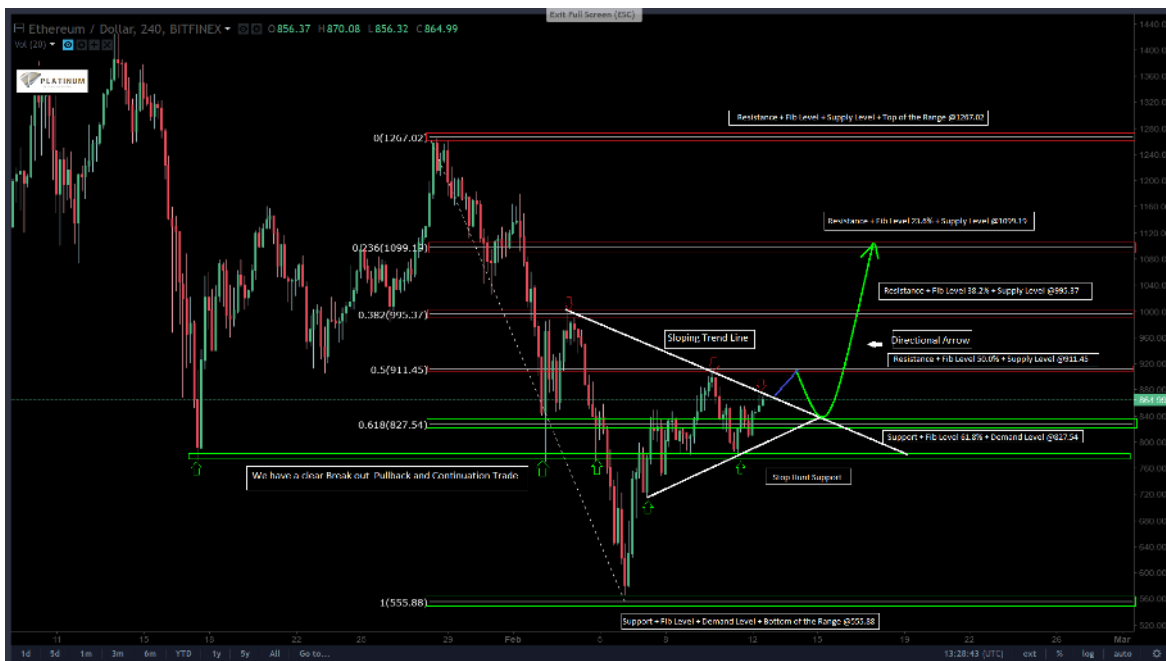 Exit Full Screen (ESC)
Ethereum / Dollar, 240, BITFINEX O856.37 H870.08 L856.32 C864.99
Vol (20)
PLATINUM
1440.00
1400.00
1360.00
1320.00
Resistance + Fib Level + Supply Level + Top of the Range @1267.02
1280.00
0(1267.02)
1240.00
1200.00
1160.00
Resistance + Fib Level 23.6% + Supply Level @1099.19
1120.00
0.236(1099.19)
1080.00
1040.00
Resistance + Fib Level 38.2% + Supply Level @995.37
0.382(995.37)
1000.00
960.00
Sloping Trend Line
Directional Arrow
920.00
Resistance + Fib Level 50.0% + Supply Level @911.45
0.5(911.45)
880.00
864.99
840.00
0.618(827.54)
Support + Fib Level 61.8% + Demand Level @827.54
800.00
We have a clear Break out Pullback and Continuation Trade
Stop Hunt Support
760.00
720.00
680.00
640.00
600.00
1(555.88)
560.00
Support + Fib Level + Demand Level + Bottom of the Range @555.88
520.00
11 15 18 22 25 29 Feb 5 8 12 15 19 22 26 Mar
1d 5d 1m 3m 6m YTD 1y 5y All Go to... 13:28:43 (UTC) ext % log auto